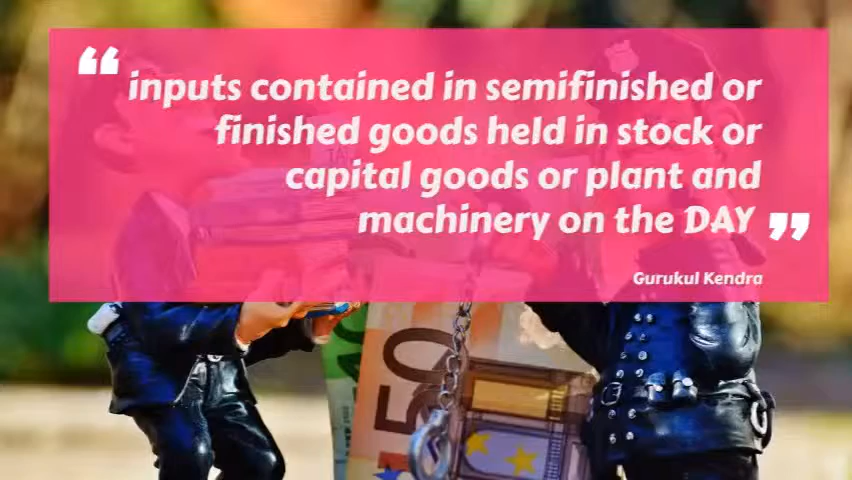 “ inputs contained in semifinished or
finished goods held in stock or
capital goods or plant and
machinery on the DAY ”
Gurukul Kendra
50